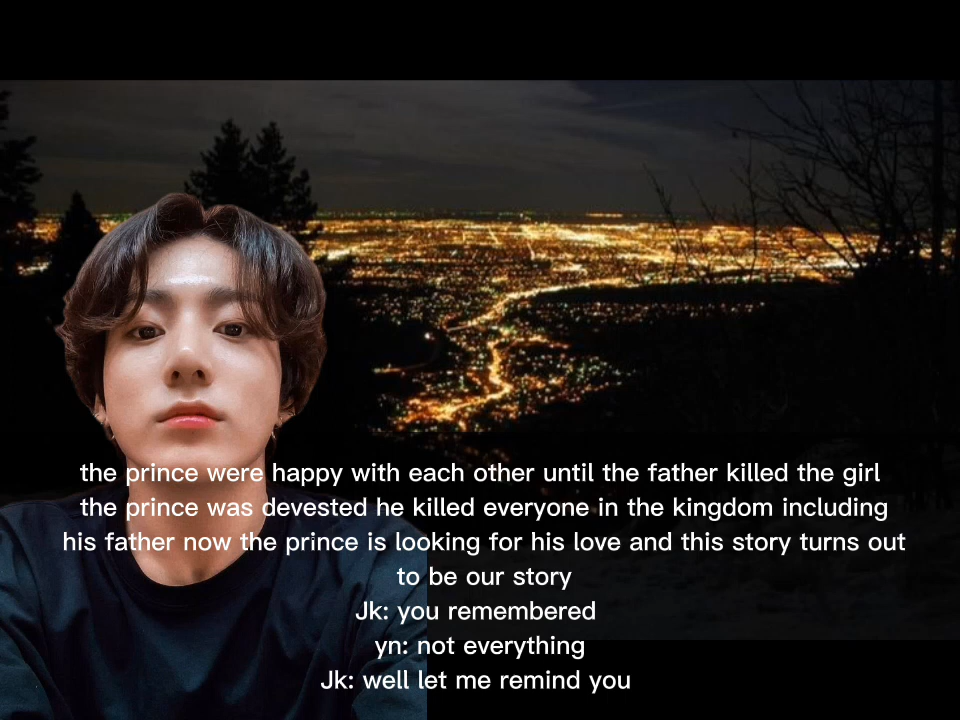 the prince were happy with each other until the father killed the girl
the prince was devested he killed everyone in the kingdom including
his father now the prince is looking for his love and this story turns out
to be our story
Jk: you remembered
yn: not everything
Jk: well let me remind you